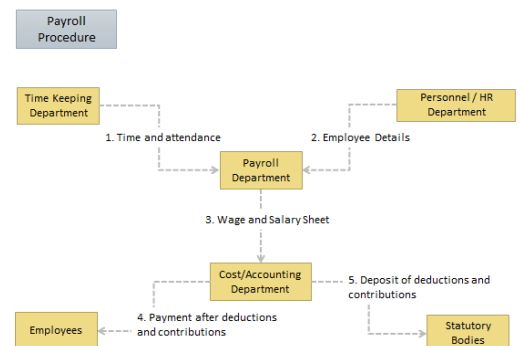 Payroll
Procedure
Time Keeping
Department
Personnel / HR
Department
1. Time and attendance
2. Employee Details
Payroll
Department
3. Wage and Salary Sheet
Cost/Accounting
Department
5. Deposit of deductions and
contributions
4. Payment after deductions
and contributions
Employees
Statutory
Bodies